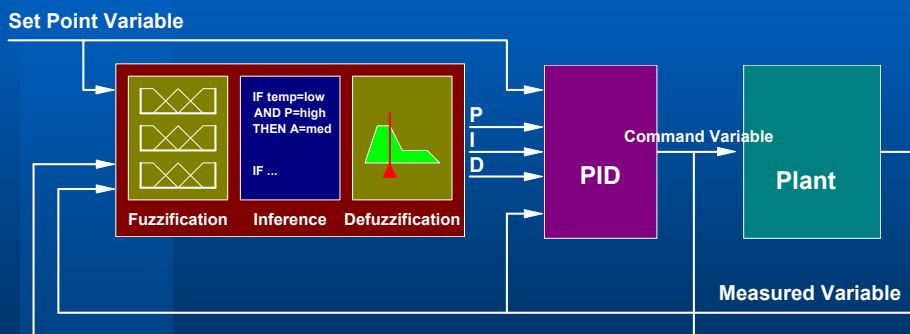 Set Point Variable
IF temp=low
AND P=high
THEN A=med
IF ...
Fuzzification
Inference
Defuzzification
P
I
D
PID
Command Variable
Plant
Measured Variable